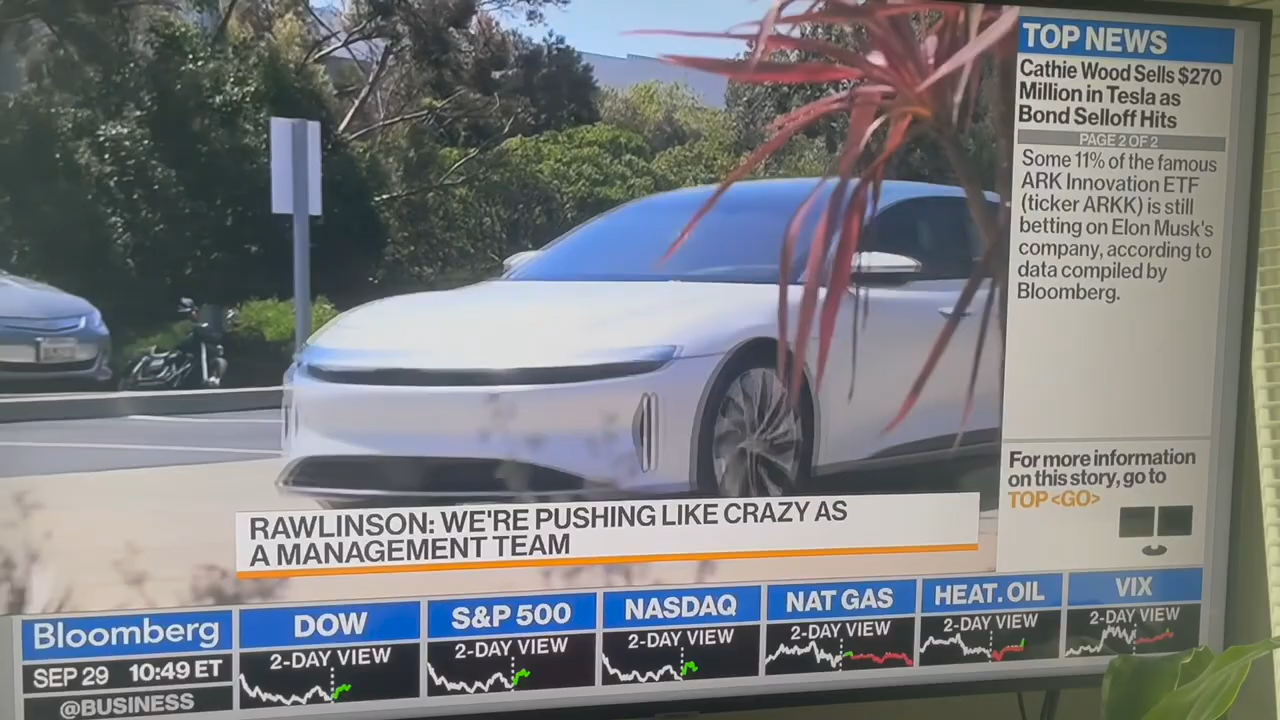 TOP NEWS
Cathie Wood Sells $270
Million in Tesla as
Bond Selloff Hits
PAGE 2 OF 2
Some 11% of the famous
ARK Innovation ETF
(ticker ARKK) is still
betting on Elon Musk's
company, according to
data compiled by
Bloomberg.
For more information
on this story, go to
TOP <GO>
RAWLINSON: WE'RE PUSHING LIKE CRAZY AS
A MANAGEMENT TEAM
Bloomberg
SEP 29 10:49 ET
@BUSINESS
DOW
2-DAY VIEW
S&P 500
2-DAY VIEW
NASDAQ
2-DAY VIEW
NAT GAS
2-DAY VIEW
HEAT. OIL
2-DAY VIEW
VIX
2-DAY VIEW